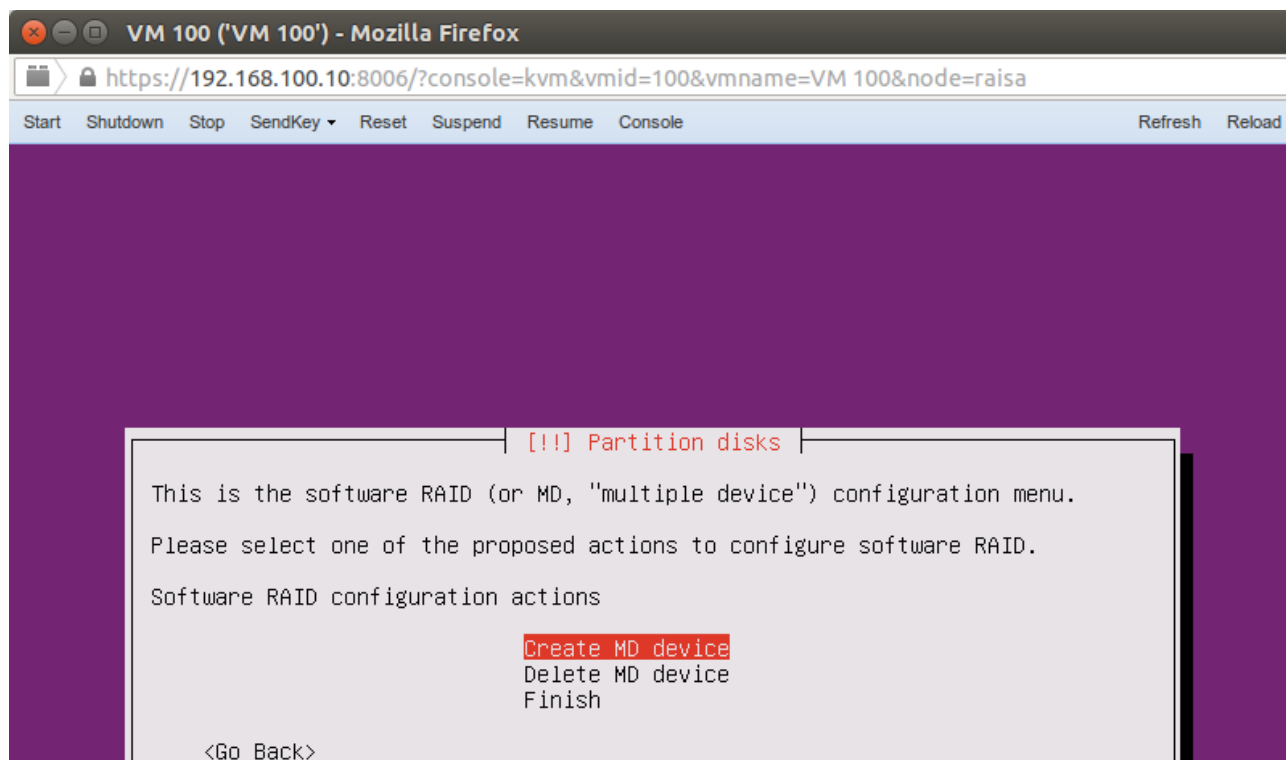 VM 100 ('VM 100') - Mozilla Firefox
https://192.168.100.10:8006/?console=kvm&vmid=100&vmname=VM 100&node=raisa
Start Shutdown Stop SendKey Reset Suspend Resume Console Refresh Reload
[!!] Partition disks
This is the software RAID (or MD, "multiple device") configuration menu.
Please select one of the proposed actions to configure software RAID.
Software RAID configuration actions
Create MD device
Delete MD device
Finish
<Go Back>